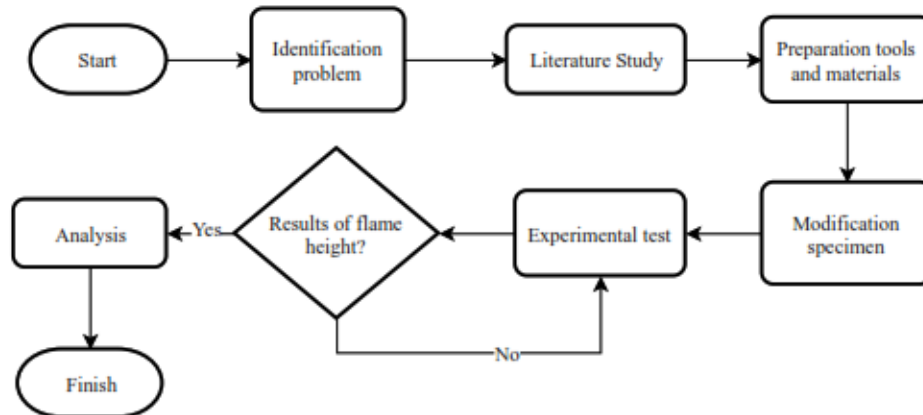 Start
Identification
problem
Literature Study
Preparation tools
and materials
Modification
specimen
Experimental test
Results of flame
height?
Yes
No
Analysis
Finish